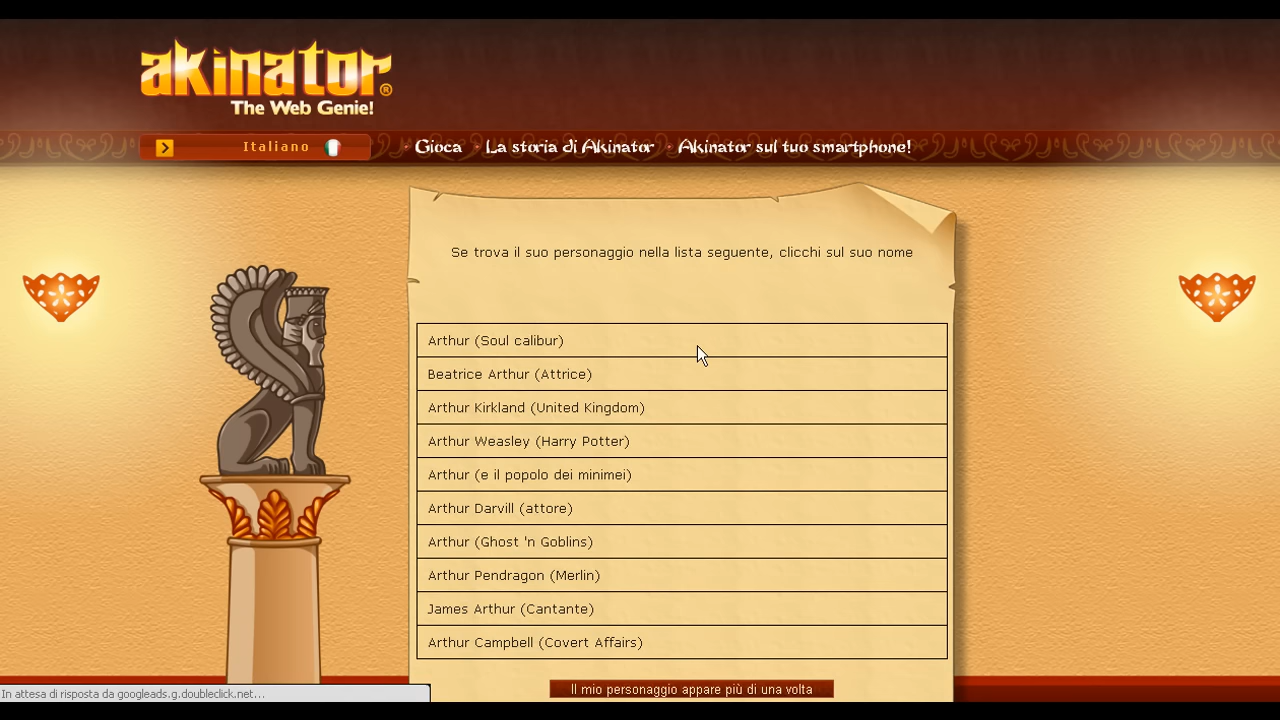 akinator®
The Web Genie!
Italiano
· Gioca · La storia di Akinator · Akinator sul tuo smartphone!
Se trova il suo personaggio nella lista seguente, clicchi sul suo nome
Arthur (Soul calibur)
Beatrice Arthur (Attrice)
Arthur Kirkland (United Kingdom)
Arthur Weasley (Harry Potter)
Arthur (e il popolo dei minimei)
Arthur Darvill (attore)
Arthur (Ghost 'n Goblins)
Arthur Pendragon (Merlin)
James Arthur (Cantante)
Arthur Campbell (Covert Affairs)
Il mio personaggio appare più di una volta
In attesa di risposta da googleads.g.doubleclick.net...